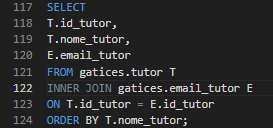 117 SELECT
118 T.id_tutor,
119 T.nome_tutor,
120 E.email_tutor
121 FROM gatices.tutor T
122 INNER JOIN gatices.email_tutor E
123 ON T.id_tutor = E.id_tutor
124 ORDER BY T.nome_tutor;